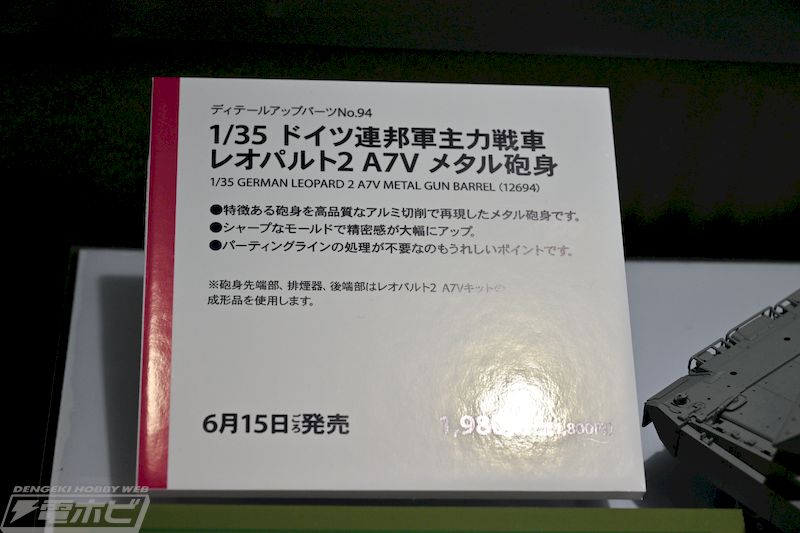 ディテールアップパーツNo.94
1/35 ドイツ連邦軍主力戦車
レオパルト2 A7V メタル砲身
1/35 GERMAN LEOPARD 2 A7V METAL GUN BARREL (12694)
●特徴ある砲身を高品質なアルミ切削で再現したメタル砲身です。
●シャープなモールドで精密感が大幅にアップ。
●パーティングラインの処理が不要なのもうれしいポイントです。
※砲身先端部、排煙器、後端部はレオパルト2 A7Vキットの
成形品を使用します。
6月15日ごろ発売
1,980 1,800円)
DENGEKI HOBBY WEB
電ホビ